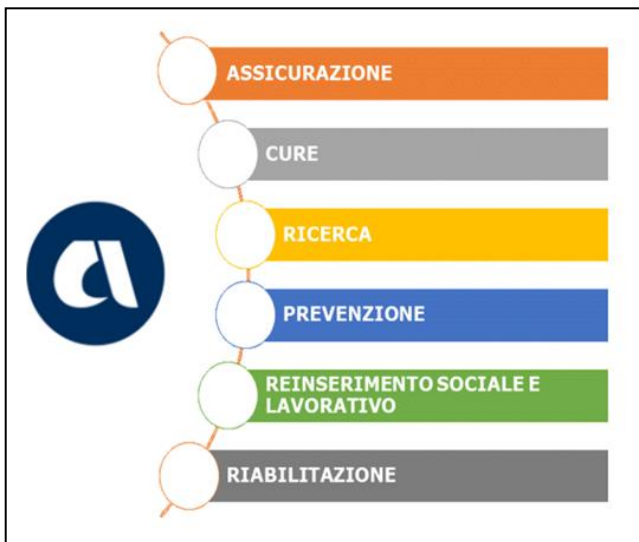 ASSICURAZIONE
CURE
RICERCA
PREVENZIONE
REINSERIMENTO SOCIALE E
LAVORATIVO
RIABILITAZIONE